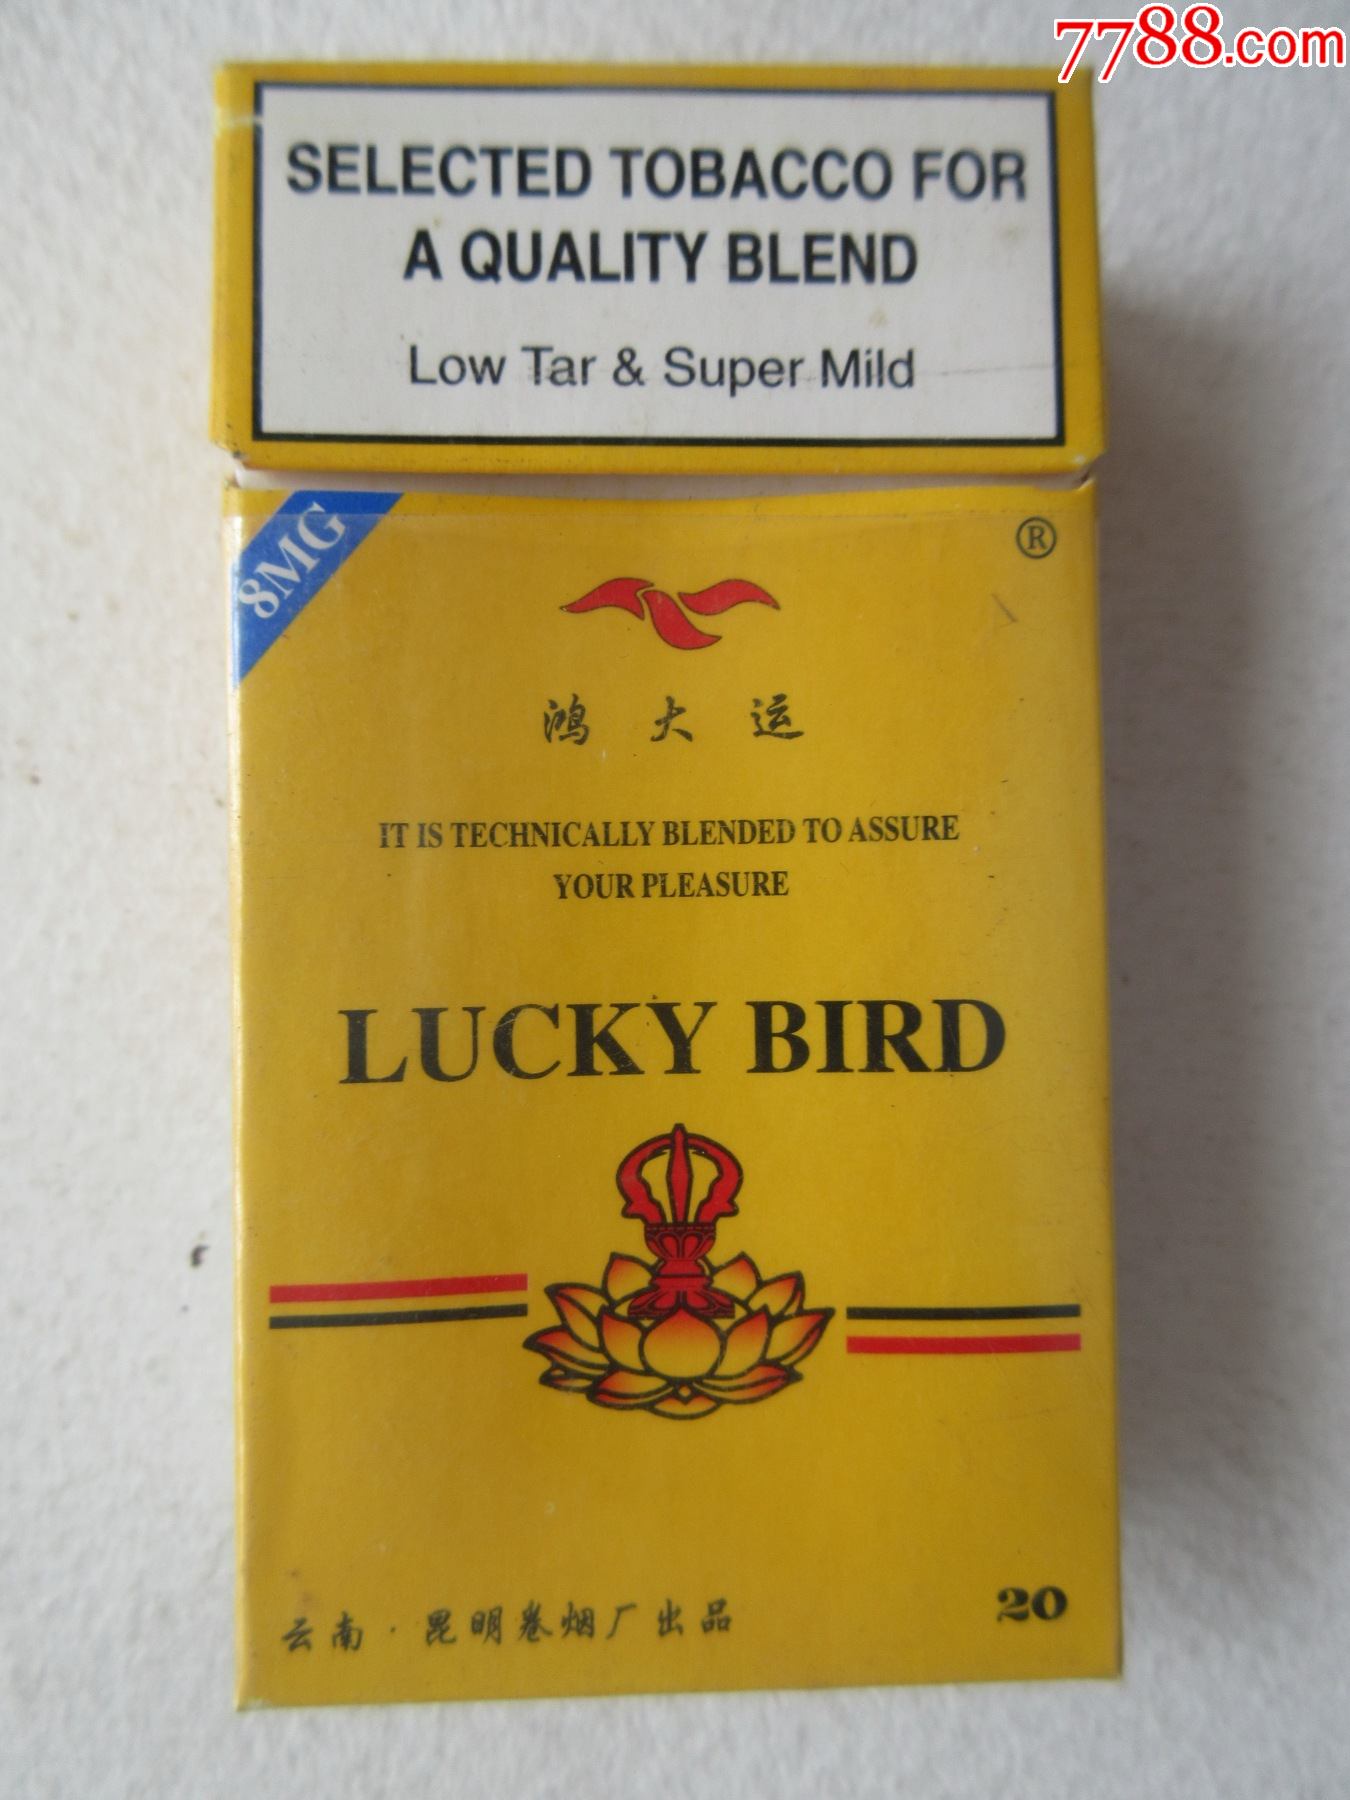 7788.com
SELECTED TOBACCO FOR
A QUALITY BLEND
Low Tar & Super Mild
8MG
®
鸿大运
IT IS TECHNICALLY BLENDED TO ASSURE
YOUR PLEASURE
LUCKY BIRD
云南·昆明卷烟厂出品
20